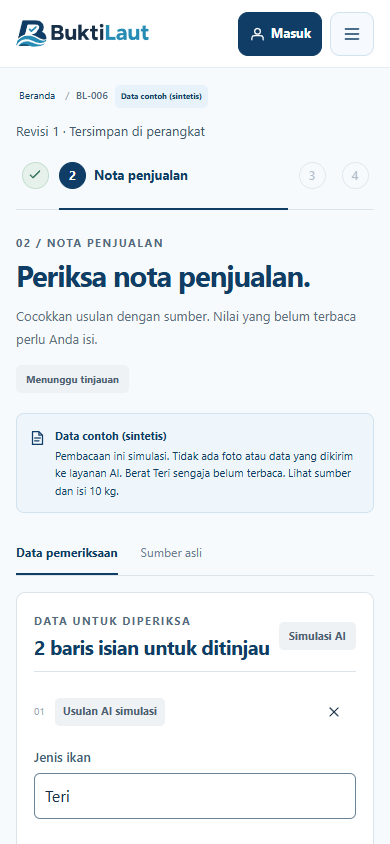 BuktiLaut
Masuk
Beranda / BL-006 Data contoh (sintetis)
Revisi 1 · Tersimpan di perangkat
2 Nota penjualan 3 4
02 / NOTA PENJUALAN
Periksa nota penjualan.
Cocokkan usulan dengan sumber. Nilai yang belum terbaca
perlu Anda isi.
Menunggu tinjauan
Data contoh (sintetis)
Pembacaan ini simulasi. Tidak ada foto atau data yang dikirim
ke layanan AI. Berat Teri sengaja belum terbaca. Lihat sumber
dan isi 10 kg.
Data pemeriksaan Sumber asli
DATA UNTUK DIPERIKSA
2 baris isian untuk ditinjau
Simulasi AI
01 Usulan AI simulasi
Jenis ikan
Teri